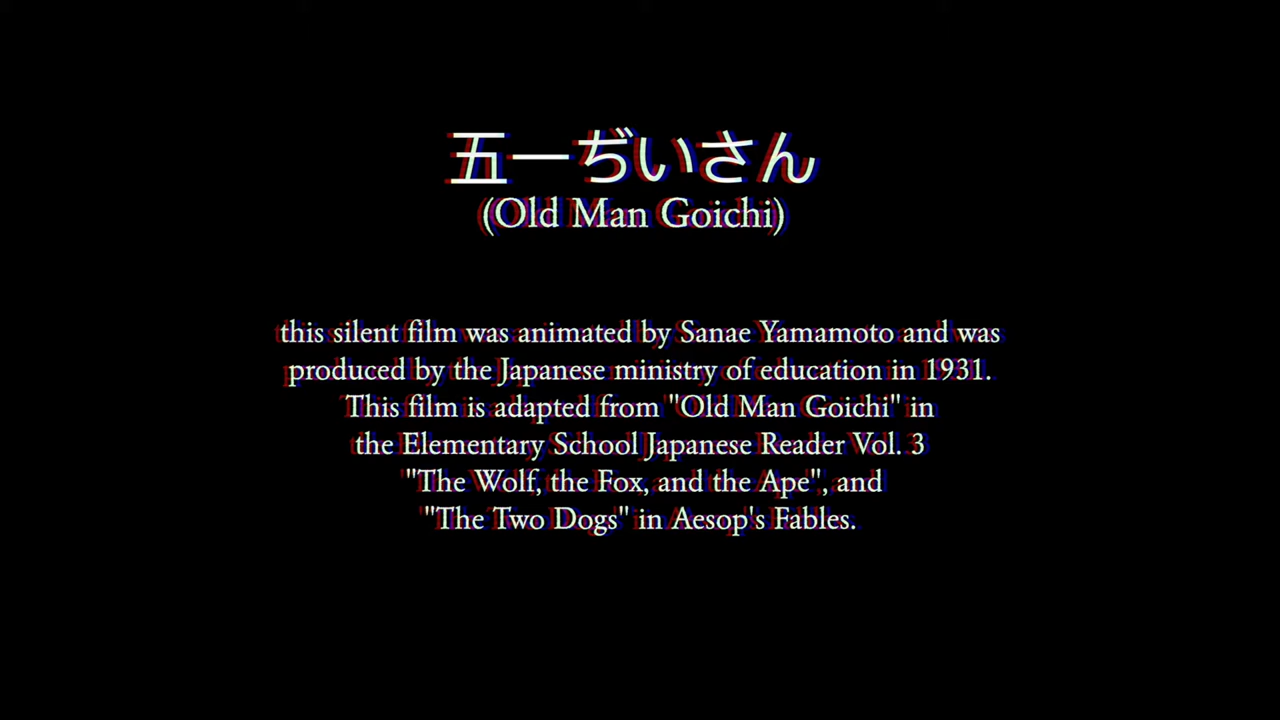 五一ぢいさん
(Old Man Goichi)
this silent film was animated by Sanae Yamamoto and was
produced by the Japanese ministry of education in 1931.
This film is adapted from "Old Man Goichi" in
the Elementary School Japanese Reader Vol. 3
"The Wolf, the Fox, and the Ape", and
"The Two Dogs" in Aesop's Fables.